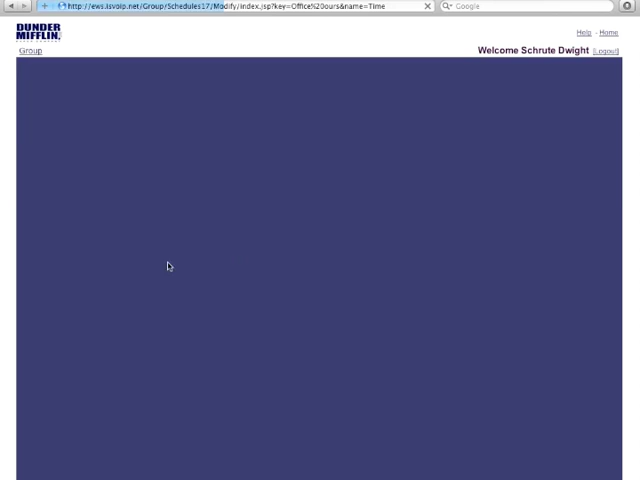 http://ews.isvoip.net/Group/Schedules17/Modify/index.jsp?key=Office%20ours&name=Time
Google
DUNDER
MIFFLIN,
Help - Home
Group
Welcome Schrute Dwight [Logout]